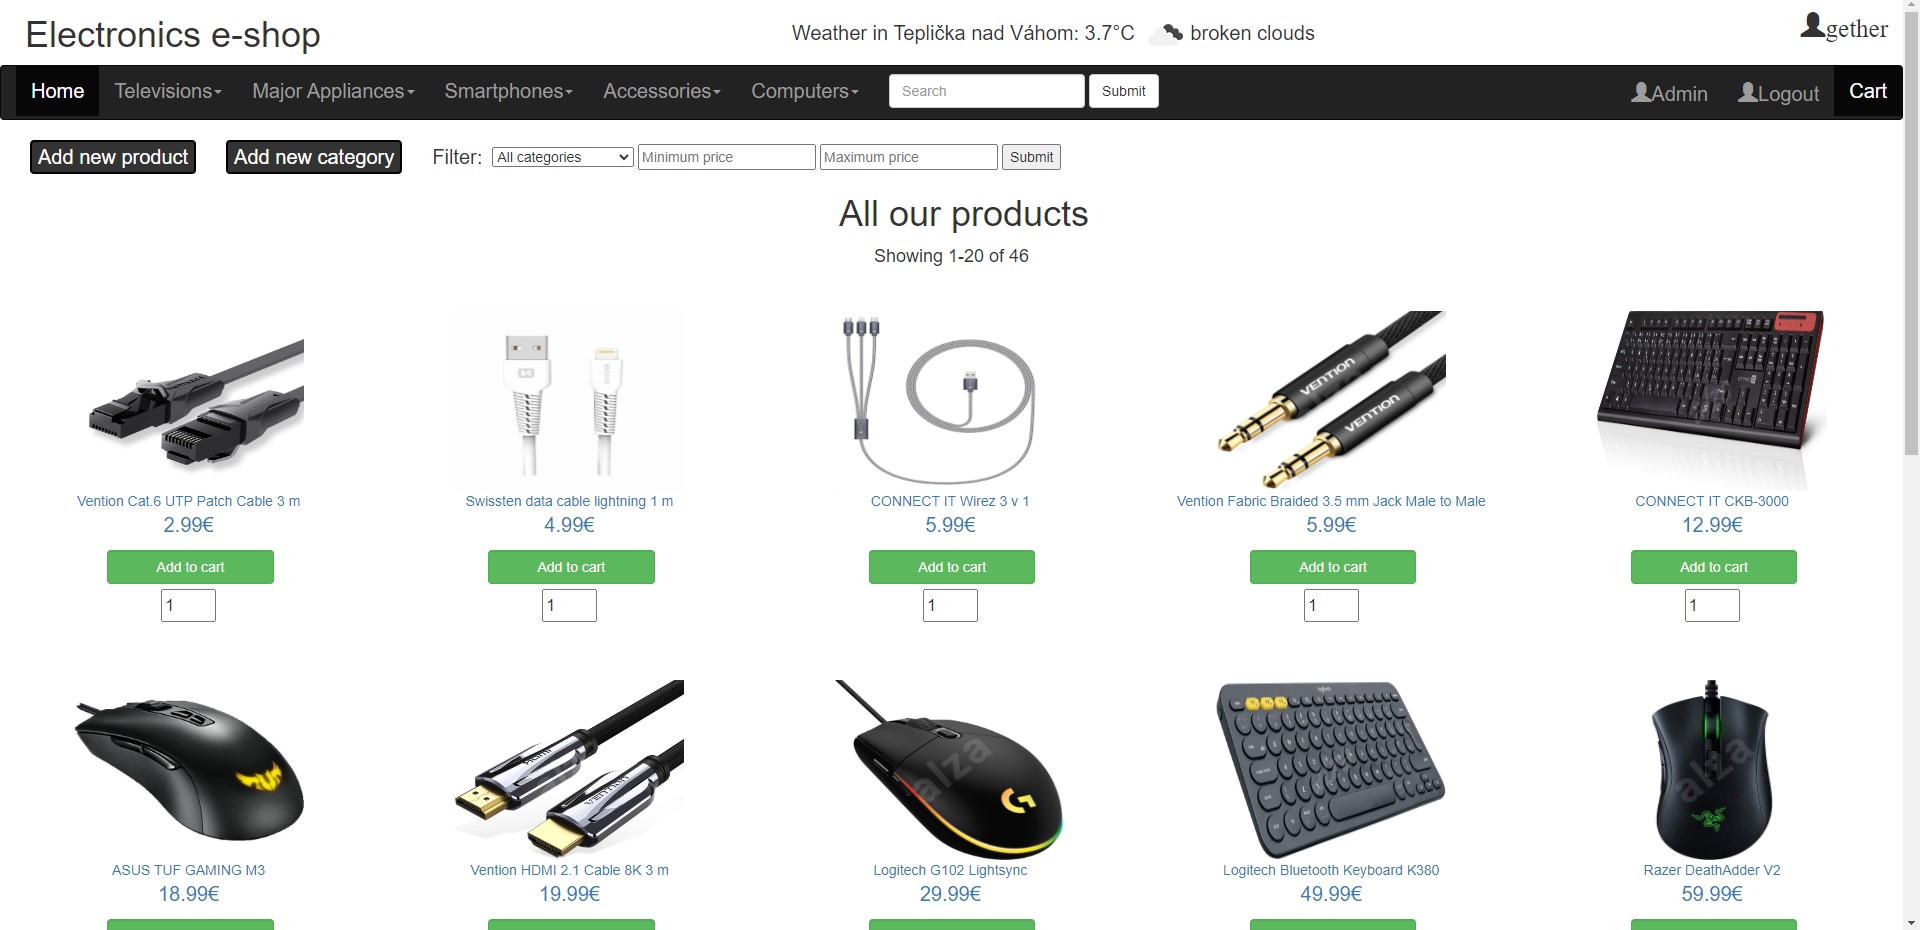 Electronics e-shop
Weather in Teplička nad Váhom: 3.7°C broken clouds
gether
Home Televisions Major Appliances Smartphones Accessories Computers Search Submit Admin Logout Cart
Add new product Add new category Filter: All categories Minimum price Maximum price Submit
All our products
Showing 1-20 of 46
VENTION
VENTION
Vention Cat.6 UTP Patch Cable 3 m Swissten data cable lightning 1 m CONNECT IT Wirez 3 v 1 Vention Fabric Braided 3.5 mm Jack Male to Male CONNECT IT CKB-3000
2.99€ 4.99€ 5.99€ 5.99€ 12.99€
Add to cart Add to cart Add to cart Add to cart Add to cart
1 1 1 1 1
HDMI
VENTION
alza
alza
ASUS TUF GAMING M3 Vention HDMI 2.1 Cable 8K 3 m Logitech G102 Lightsync Logitech Bluetooth Keyboard K380 Razer DeathAdder V2
18.99€ 19.99€ 29.99€ 49.99€ 59.99€